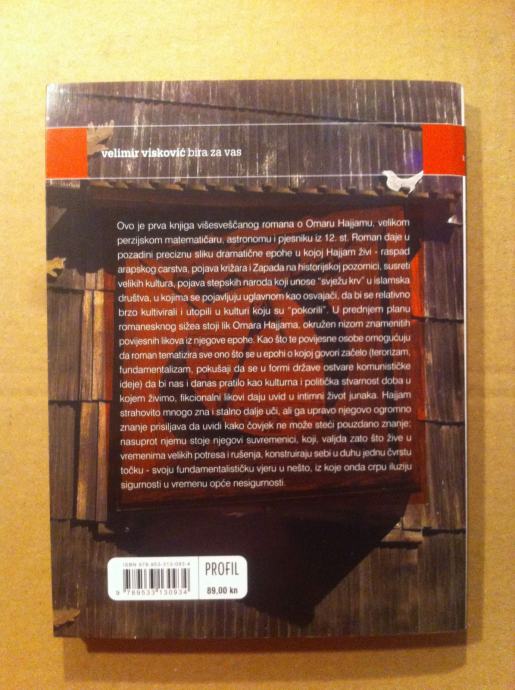 velimir visković bira za vas
Ovo je prva knjiga višesveščanog romana o Omaru Hajjamu, velikom
perzijskom matematičaru, astronomu i pjesniku iz 12. st. Roman daje u
pozadini preciznu sliku dramatične epohe u kojoj Hajjam živi - raspad
arapskog carstva, pojava križara i Zapada na historijskoj pozornici, susreti
velikih kultura, pojava stepskih naroda koji unose "svježu krv" u islamska
društva, u kojima se pojavljuju uglavnom kao osvajači, da bi se relativno
brzo kultivirali i utopili u kulturi koju su "pokorili". U prednjem planu
romanesknog sižea stoji lik Omara Hajjama, okružen nizom znamenitih
povijesnih likova iz njegove epohe. Kao što te povijesne osobe omogućuju
da roman tematizira sve ono što se u epohi o kojoj govori začelo (terorizam,
fundamentalizam, pokušaji da se u formi države ostvare komunističke
ideje) da bi nas i danas pratilo kao kulturna i politička stvarnost doba u
kojem živimo, fikcionalni likovi daju uvid u intimni život junaka. Hajjam
strahovito mnogo zna i stalno dalje uči, ali ga upravo njegovo ogromno
znanje prisiljava da uvidi kako čovjek ne može steći pouzdano znanje;
nasuprot njemu stoje njegovi suvremenici, koji, valjda zato što žive u
vremenima velikih potresa i rušenja, konstruiraju sebi u duhu jednu čvrstu
točku - svoju fundamentalističku vjeru u nešto, iz koje onda crpu iluziju
sigurnosti u vremenu opće nesigurnosti.
ISBN 978-953-313-093-4
9 789533 130934
PROFIL
89,00 kn